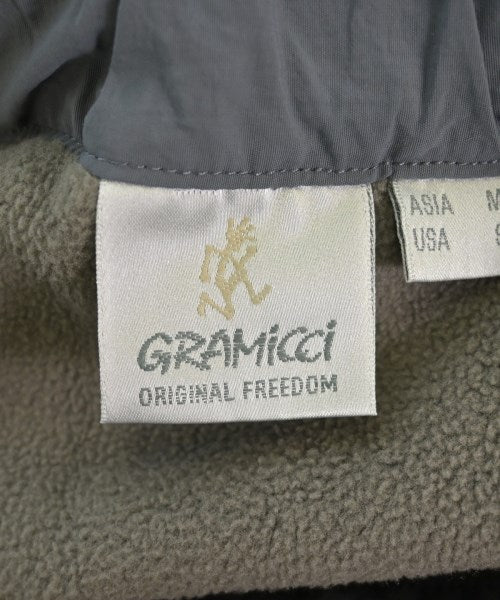 GRAMicci
ORIGINAL FREEDOM
ASIA M
USA S